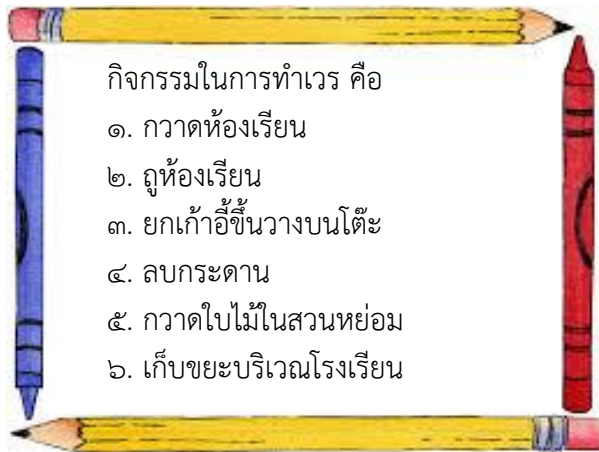 กิจกรรมในการทำเวร คือ
๑. กวาดห้องเรียน
๒. ถูห้องเรียน
๓. ยกเก้าอี้ขึ้นวางบนโต๊ะ
๔. ลบกระดาน
๕. กวาดใบไม้ในสวนหย่อม
๖. เก็บขยะบริเวณโรงเรียน